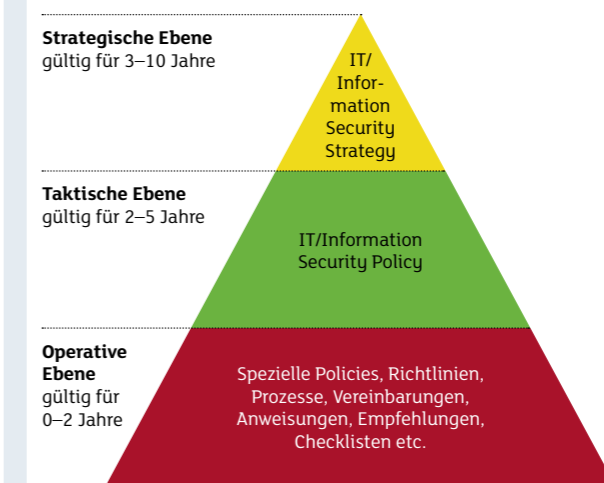 Strategische Ebene
gültig für 3–10 Jahre
IT/
Infor-
mation
Security
Strategy
Taktische Ebene
gültig für 2–5 Jahre
IT/Information
Security Policy
Operative
Ebene
gültig für
0–2 Jahre
Spezielle Policies, Richtlinien,
Prozesse, Vereinbarungen,
Anweisungen, Empfehlungen,
Checklisten etc.